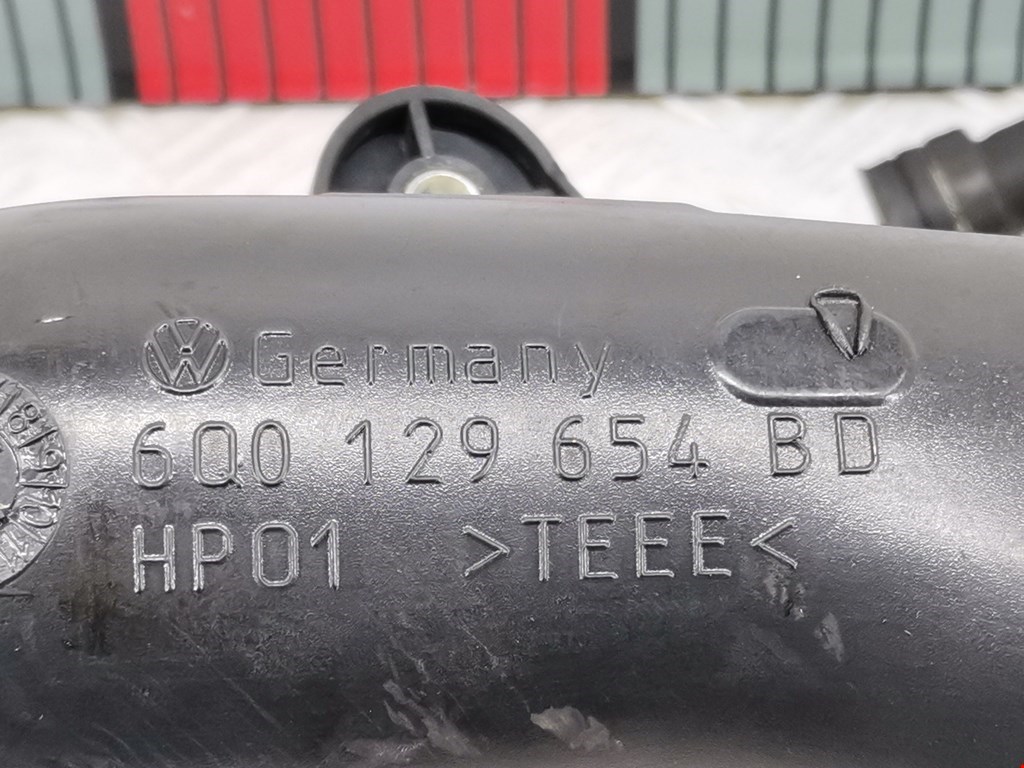 Germany
6Q0 129 654 BD
HP01 >TEEE<